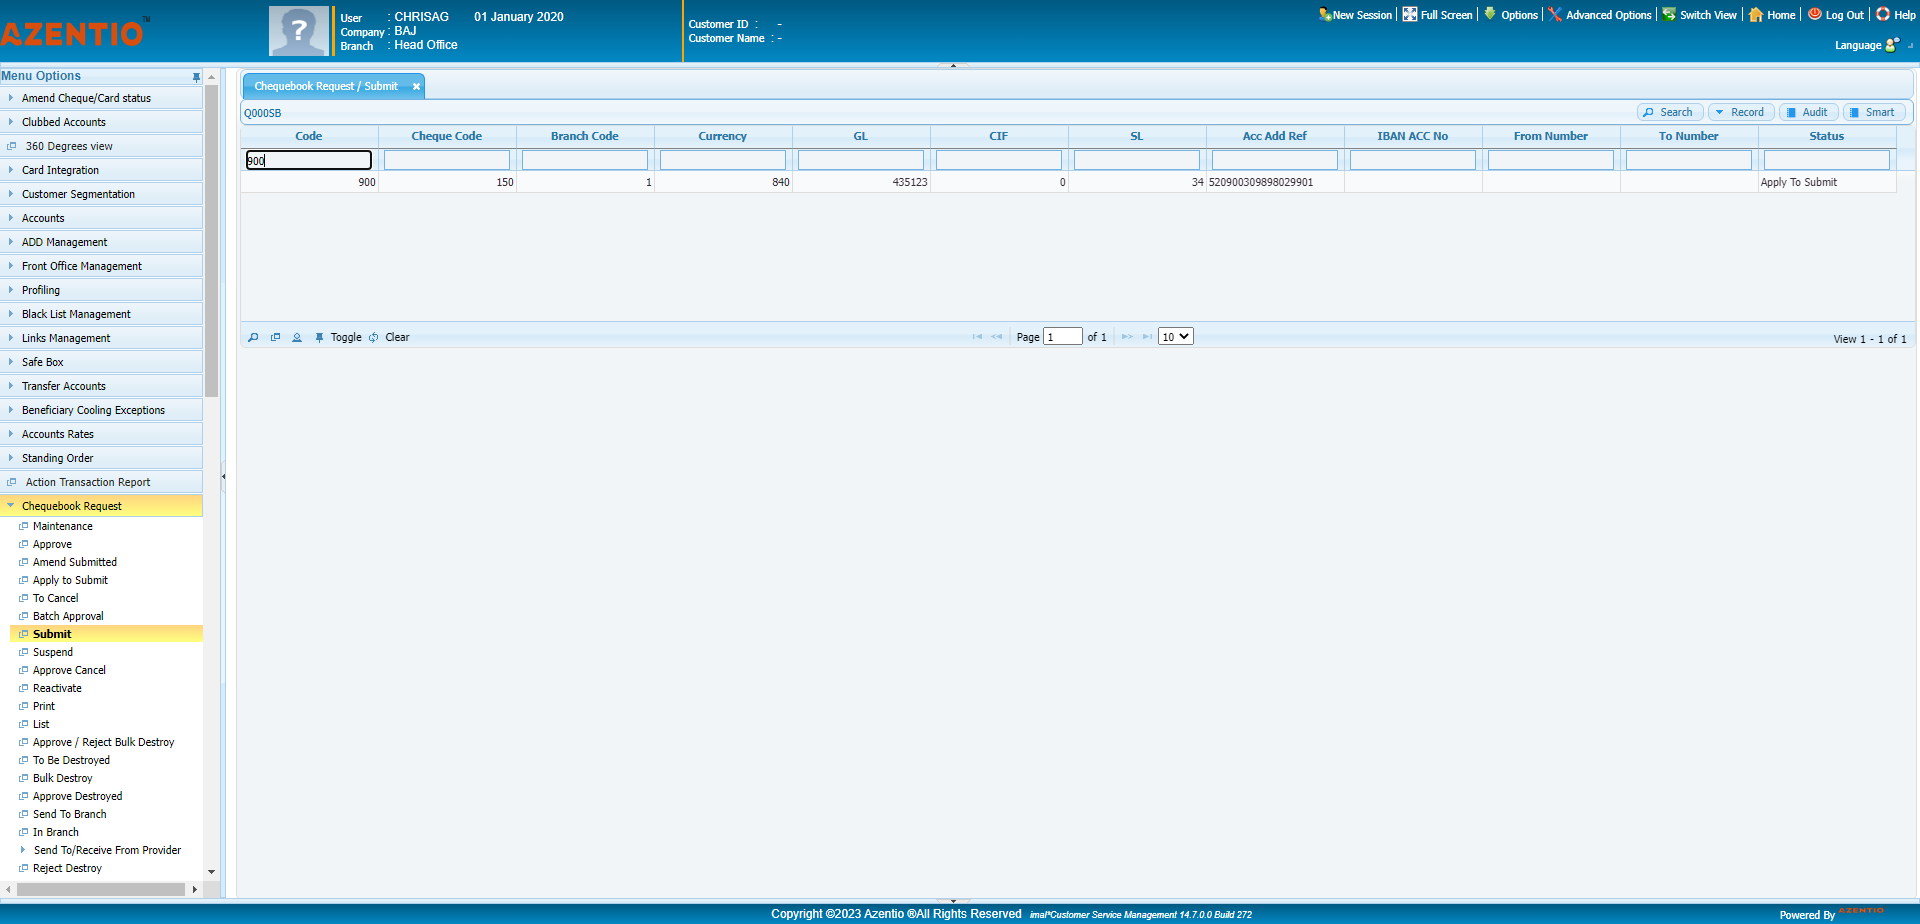 AZENTIO™
User : CHRISAG 01 January 2020
Company : BAJ
Branch : Head Office
Customer ID : -
Customer Name : -
New Session | Full Screen | Options | Advanced Options | Switch View | Home | Log Out | Help
Language
Menu Options
Amend Cheque/Card status
Clubbed Accounts
360 Degrees view
Card Integration
Customer Segmentation
Accounts
ADD Management
Front Office Management
Profiling
Black List Management
Links Management
Safe Box
Transfer Accounts
Beneficiary Cooling Exceptions
Accounts Rates
Standing Order
Action Transaction Report
Chequebook Request
Maintenance
Approve
Amend Submitted
Apply to Submit
To Cancel
Batch Approval
Submit
Suspend
Approve Cancel
Reactivate
Print
List
Approve / Reject Bulk Destroy
To Be Destroyed
Bulk Destroy
Approve Destroyed
Send To Branch
In Branch
Send To/Receive From Provider
Reject Destroy
Chequebook Request / Submit
Q000SB
Search Record Audit Smart
Code Cheque Code Branch Code Currency GL CIF SL Acc Add Ref IBAN ACC No From Number To Number Status
900
900 150 1 840 435123 0 34 520900309898029901 Apply To Submit
Toggle Clear
Page 1 of 1 10
View 1 - 1 of 1
Copyright ©2023 Azentio ®All Rights Reserved imal*Customer Service Management 14.7.0.0 Build 272
Powered By AZENTIO